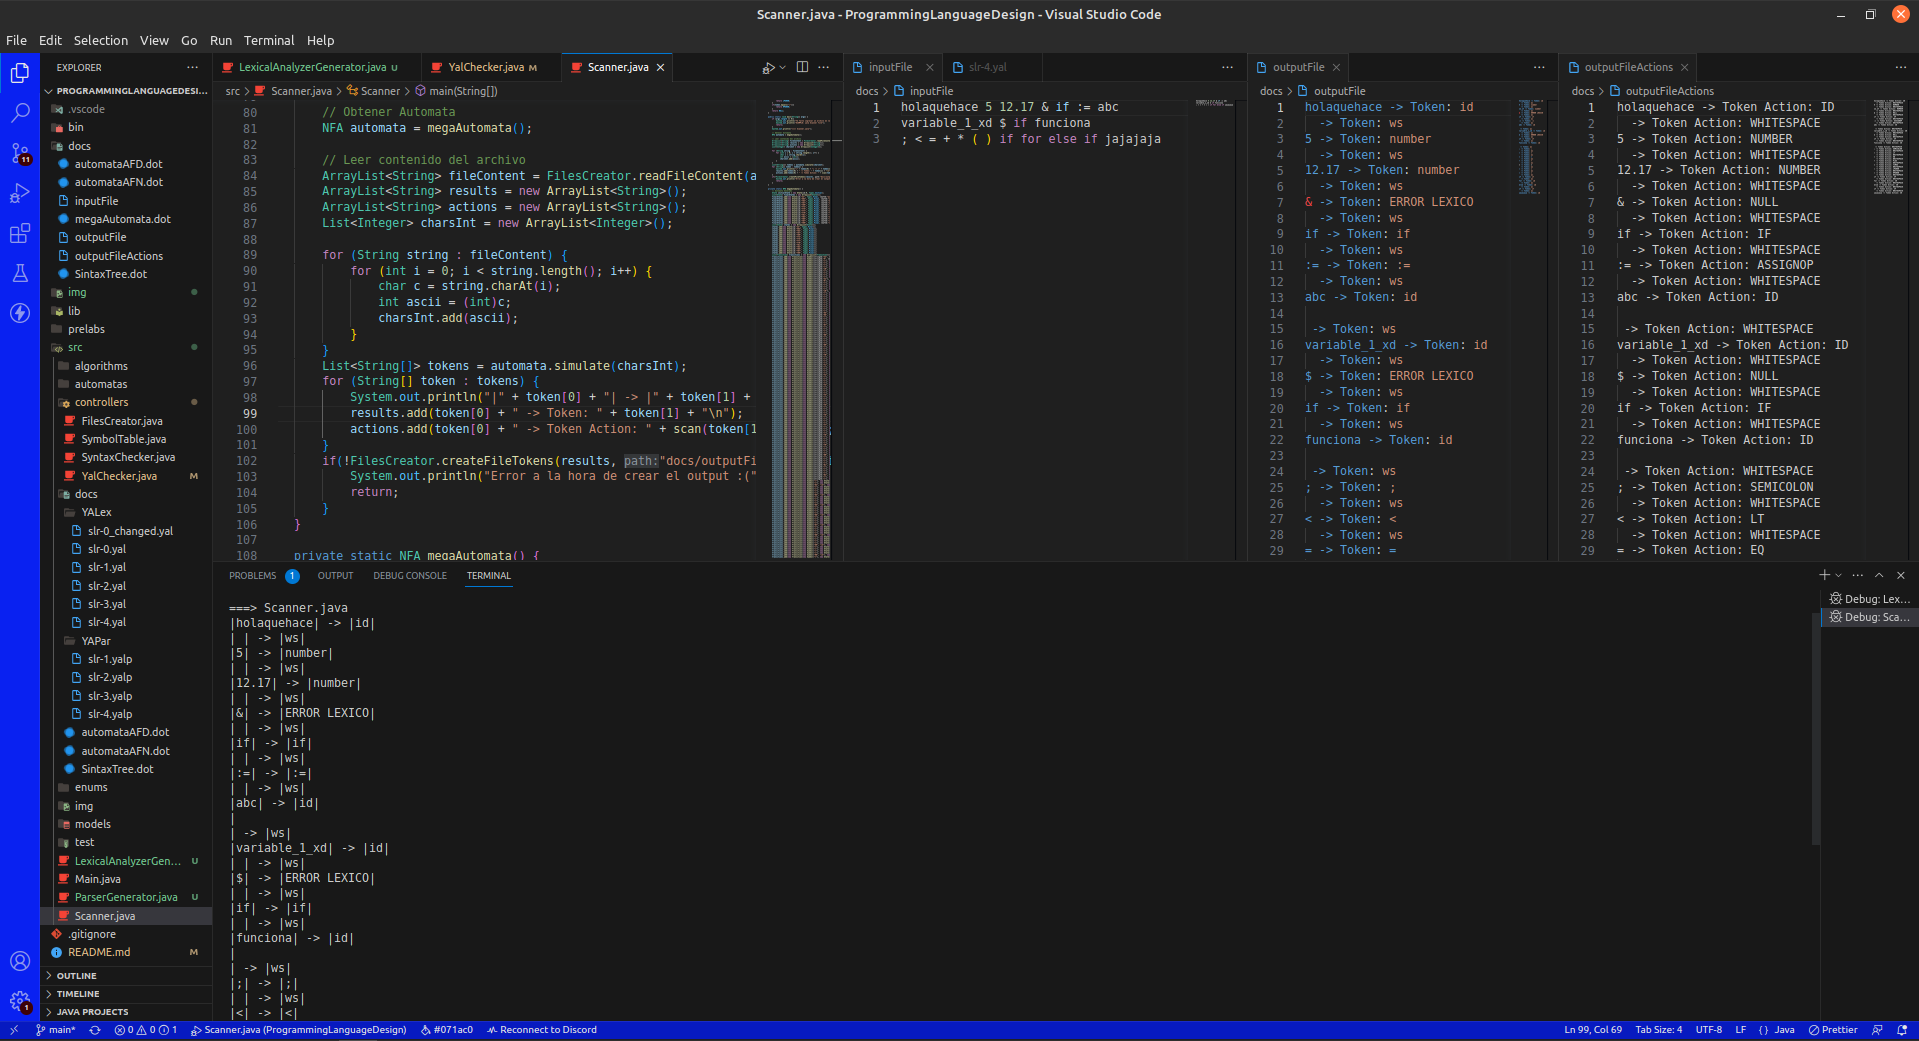 Scanner.java - ProgrammingLanguageDesign - Visual Studio Code
File Edit Selection View Go Run Terminal Help
EXPLORER
PROGRAMMINGLANGUAGEDESI...
.vscode
bin
docs
automataAFD.dot
automataAFN.dot
inputFile
megaAutomata.dot
outputFile
outputFileActions
SintaxTree.dot
img
lib
prelabs
src
algorithms
automatas
controllers
FilesCreator.java
SymbolTable.java
SyntaxChecker.java
YalChecker.java M
docs
YALex
slr-0_changed.yal
slr-0.yal
slr-1.yal
slr-2.yal
slr-3.yal
slr-4.yal
YAPar
slr-1.yalp
slr-2.yalp
slr-3.yalp
slr-4.yalp
automataAFD.dot
automataAFN.dot
SintaxTree.dot
enums
img
models
test
LexicalAnalyzerGen... U
Main.java
ParserGenerator.java U
Scanner.java
.gitignore
README.md M
OUTLINE
TIMELINE
JAVA PROJECTS
11
1
LexicalAnalyzerGenerator.java U YalChecker.java M Scanner.java
src > Scanner.java > Scanner > main(String[])
80 // Obtener Automata
81 NFA automata = megaAutomata();
82
83 // Leer contenido del archivo
84 ArrayList<String> fileContent = FilesCreator.readFileContent(a
85 ArrayList<String> results = new ArrayList<String>();
86 ArrayList<String> actions = new ArrayList<String>();
87 List<Integer> charsInt = new ArrayList<Integer>();
88
89 for (String string : fileContent) {
90 for (int i = 0; i < string.length(); i++) {
91 char c = string.charAt(i);
92 int ascii = (int)c;
93 charsInt.add(ascii);
94 }
95 }
96 List<String[]> tokens = automata.simulate(charsInt);
97 for (String[] token : tokens) {
98 System.out.println("|" + token[0] + "| -> |" + token[1] +
99 results.add(token[0] + " -> Token: " + token[1] + "\n");
100 actions.add(token[0] + " -> Token Action: " + scan(token[1
101 }
102 if(!FilesCreator.createFileTokens(results, path:"docs/outputFi
103 System.out.println("Error a la hora de crear el output :("
104 return;
105 }
106 }
107
108 private static NFA megaAutomata() {
inputFile slr-4.yal
docs > inputFile
1 holaquehace 5 12.17 & if := abc
2 variable_1_xd $ if funciona
3 ; < = + * ( ) if for else if jajajaja
outputFile
docs > outputFile
1 holaquehace -> Token: id
2 -> Token: ws
3 5 -> Token: number
4 -> Token: ws
5 12.17 -> Token: number
6 -> Token: ws
7 & -> Token: ERROR LEXICO
8 -> Token: ws
9 if -> Token: if
10 -> Token: ws
11 := -> Token: :=
12 -> Token: ws
13 abc -> Token: id
14
15 -> Token: ws
16 variable_1_xd -> Token: id
17 -> Token: ws
18 $ -> Token: ERROR LEXICO
19 -> Token: ws
20 if -> Token: if
21 -> Token: ws
22 funciona -> Token: id
23
24 -> Token: ws
25 ; -> Token: ;
26 -> Token: ws
27 < -> Token: <
28 -> Token: ws
29 = -> Token: =
outputFileActions
docs > outputFileActions
1 holaquehace -> Token Action: ID
2 -> Token Action: WHITESPACE
3 5 -> Token Action: NUMBER
4 -> Token Action: WHITESPACE
5 12.17 -> Token Action: NUMBER
6 -> Token Action: WHITESPACE
7 & -> Token Action: NULL
8 -> Token Action: WHITESPACE
9 if -> Token Action: IF
10 -> Token Action: WHITESPACE
11 := -> Token Action: ASSIGNOP
12 -> Token Action: WHITESPACE
13 abc -> Token Action: ID
14
15 -> Token Action: WHITESPACE
16 variable_1_xd -> Token Action: ID
17 -> Token Action: WHITESPACE
18 $ -> Token Action: NULL
19 -> Token Action: WHITESPACE
20 if -> Token Action: IF
21 -> Token Action: WHITESPACE
22 funciona -> Token Action: ID
23
24 -> Token Action: WHITESPACE
25 ; -> Token Action: SEMICOLON
26 -> Token Action: WHITESPACE
27 < -> Token Action: LT
28 -> Token Action: WHITESPACE
29 = -> Token Action: EQ
PROBLEMS 1 OUTPUT DEBUG CONSOLE TERMINAL
Debug: Lex...
Debug: Sca...
===> Scanner.java
|holaquehace| -> |id|
| | -> |ws|
|5| -> |number|
| | -> |ws|
|12.17| -> |number|
| | -> |ws|
|&| -> |ERROR LEXICO|
| | -> |ws|
|if| -> |if|
| | -> |ws|
|:=| -> |:=|
| | -> |ws|
|abc| -> |id|
|
| -> |ws|
|variable_1_xd| -> |id|
| | -> |ws|
|$| -> |ERROR LEXICO|
| | -> |ws|
|if| -> |if|
| | -> |ws|
|funciona| -> |id|
|
| -> |ws|
|;| -> |;|
| | -> |ws|
|<| -> |<|
main* 0 0 1 Scanner.java (ProgrammingLanguageDesign) #071ac0 Reconnect to Discord Ln 99, Col 69 Tab Size: 4 UTF-8 LF {} Java Prettier